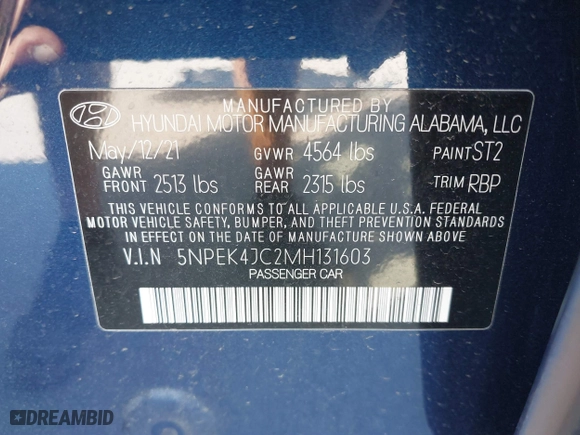 MANUFACTURED BY
HYUNDAI MOTOR MANUFACTURING ALABAMA, LLC
May/12/21 GVWR 4564 lbs PAINT ST2
GAWR FRONT 2513 lbs GAWR REAR 2315 lbs TRIM RBP
THIS VEHICLE CONFORMS TO ALL APPLICABLE U.S.A. FEDERAL
MOTOR VEHICLE SAFETY, BUMPER, AND THEFT PREVENTION STANDARDS
IN EFFECT ON THE DATE OF MANUFACTURE SHOWN ABOVE.
V.I.N 5NPEK4JC2MH131603
PASSENGER CAR
DREAMBID